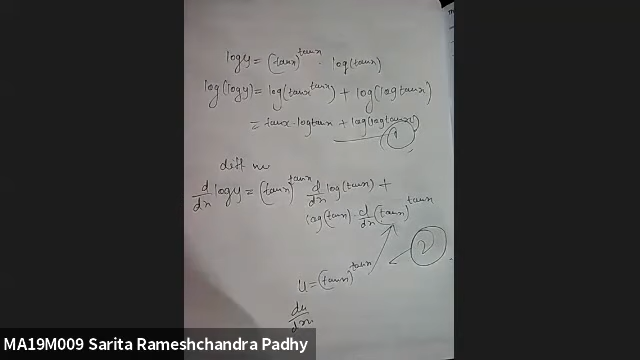 log y = (tan x)^tan x · log(tan x)
log(log y) = log(tan x^tan x) + log(log tan x)
= tan x · log tan x + log(log tan x)
1
diff
d/dx log y = (tan x)^tan x d/dx log(tan x) +
log(tan x) · d/dx (tan x)^tan x
2
u = (tan x)^tan x
du/dx
MA19M009 Sarita Rameshchandra Padhy